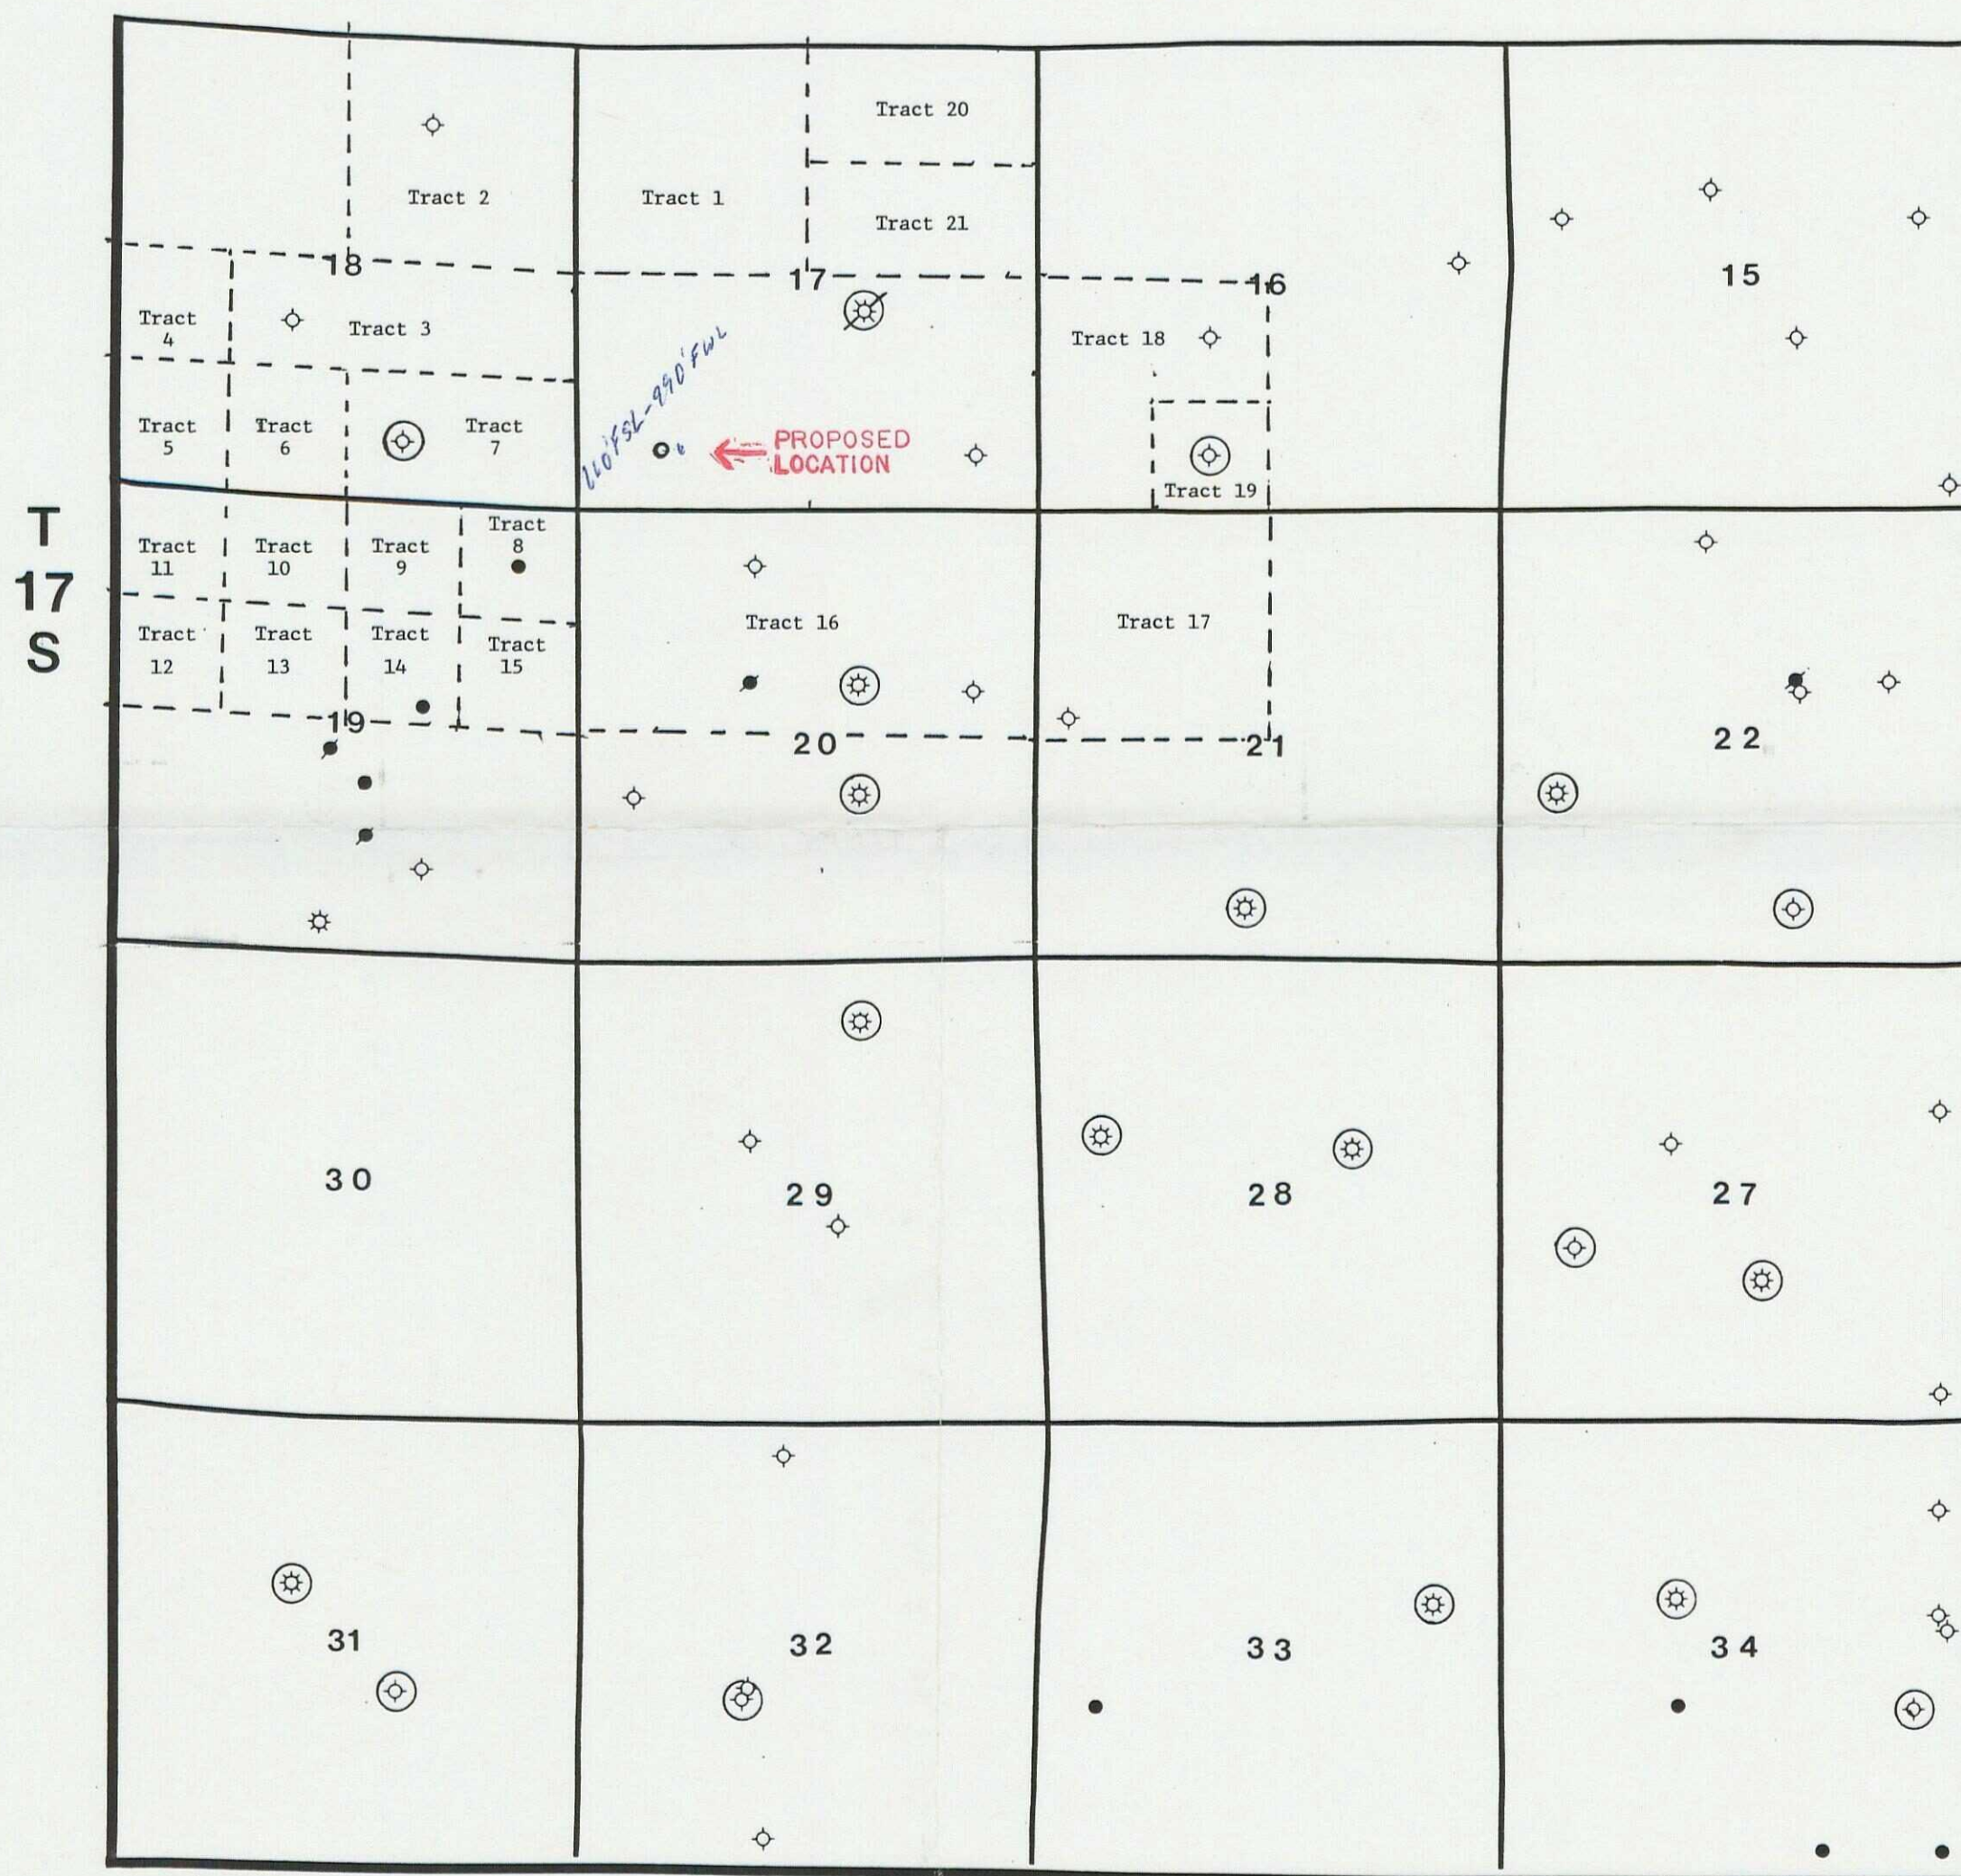 Tract 20
Tract 2
Tract 1
Tract 21
18
17
16
15
Tract
4
Tract 3
Tract 18
660'FSL-990'FWL
Tract
5
Tract
6
Tract
7
PROPOSED
LOCATION
Tract 19
T
17
S
Tract
11
Tract
10
Tract
9
Tract
8
Tract
12
Tract
13
Tract
14
Tract
15
Tract 16
Tract 17
19
20
21
22
30
29
28
27
31
32
33
34